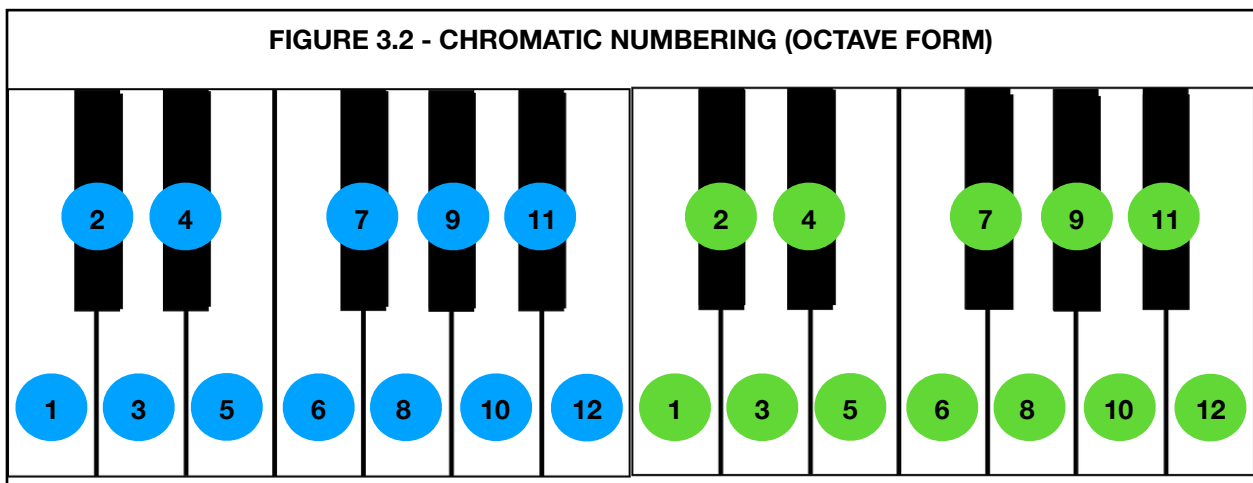 FIGURE 3.2 - CHROMATIC NUMBERING (OCTAVE FORM)
2 4 7 9 11 2 4 7 9 11
1 3 5 6 8 10 12 1 3 5 6 8 10 12